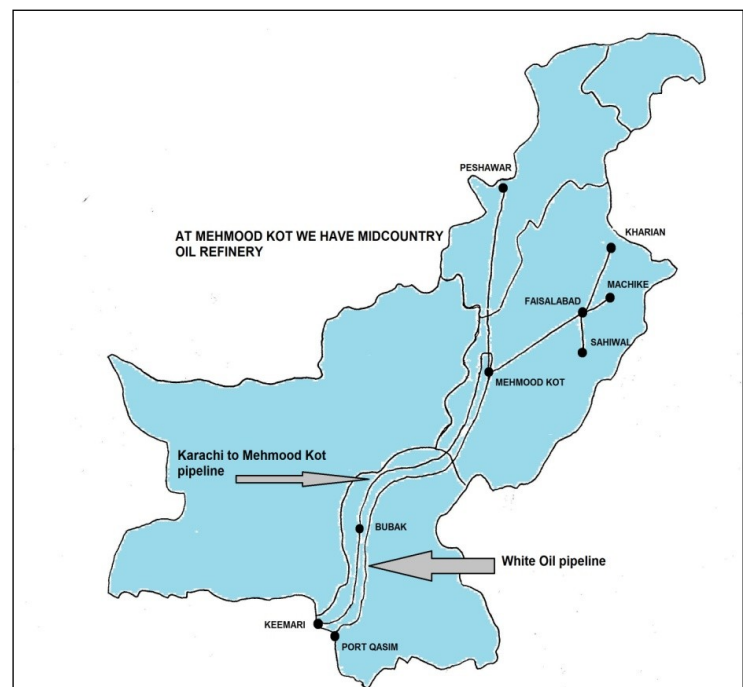 PESHAWAR
AT MEHMOOD KOT WE HAVE MIDCOUNTRY
OIL REFINERY
KHARIAN
MACHIKE
FAISALABAD
SAHIWAL
MEHMOOD KOT
Karachi to Mehmood Kot
pipeline
BUBAK
White Oil pipeline
KEEMARI
PORT QASIM